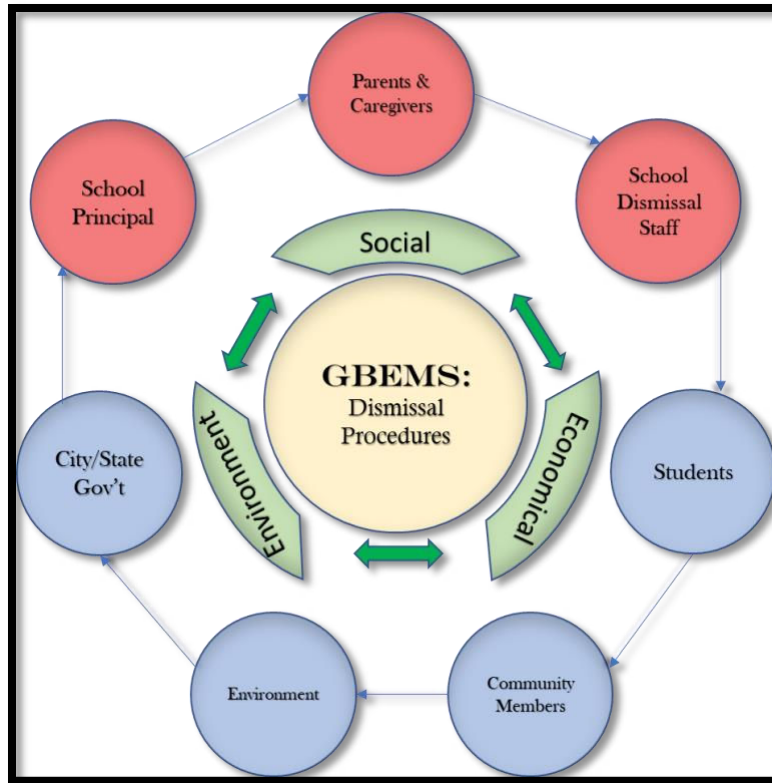 Parents &
Caregivers
School
Principal
School
Dismissal
Staff
Social
GBEMS:
Dismissal
Procedures
Environment
Economical
City/State
Gov't
Students
Environment
Community
Members